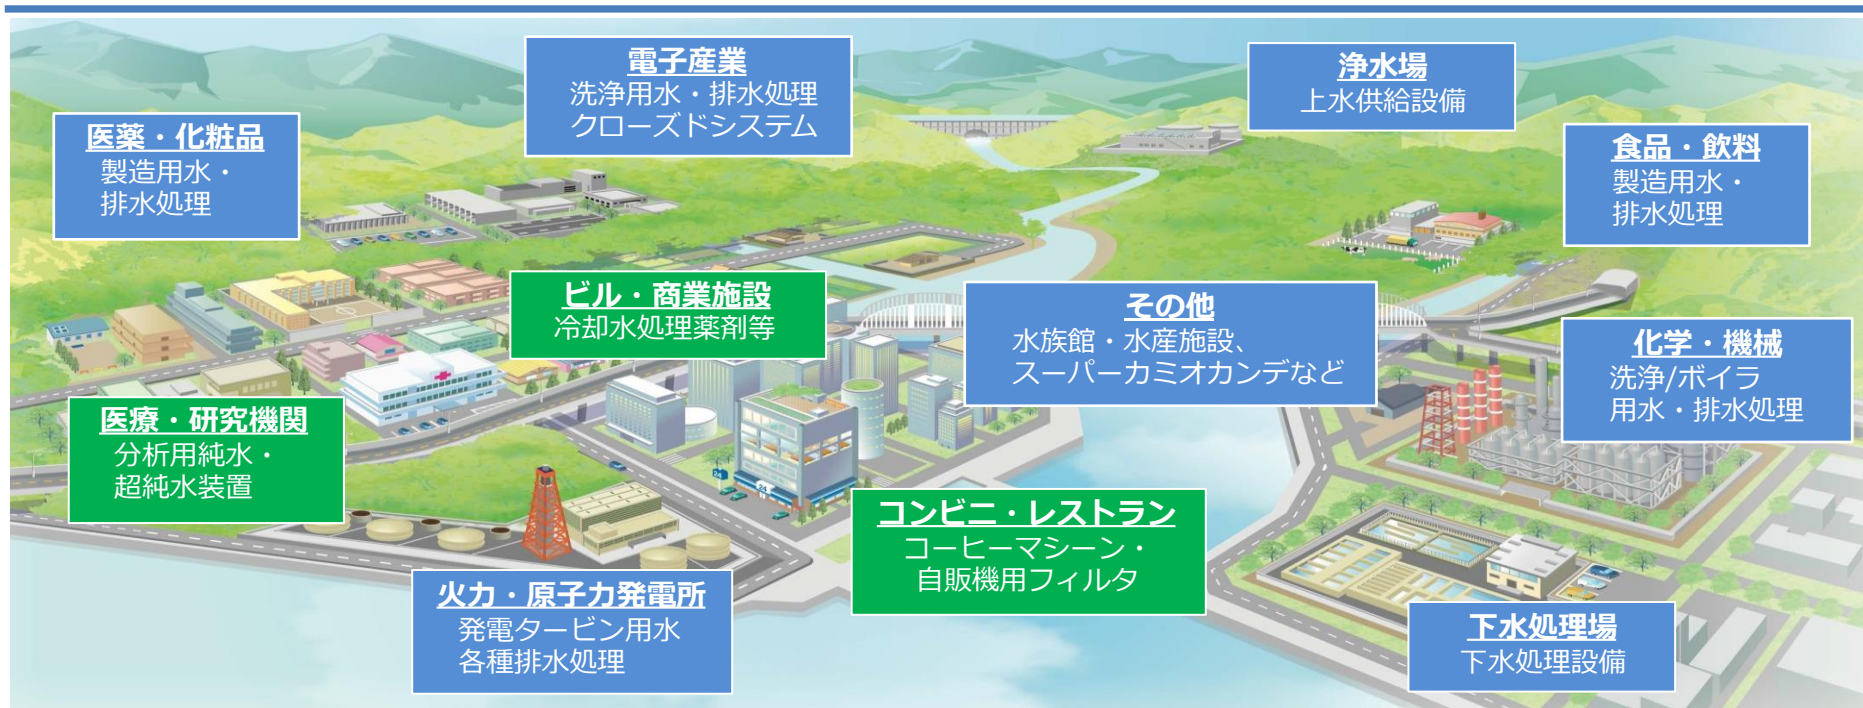 電子産業
洗浄用水・排水処理
クローズドシステム
浄水場
上水供給設備
医薬・化粧品
製造用水・
排水処理
食品・飲料
製造用水・
排水処理
ビル・商業施設
冷却水処理薬剤等
その他
水族館・水産施設、
スーパーカミオカンデなど
化学・機械
洗浄/ボイラ
用水・排水処理
医療・研究機関
分析用純水・
超純水装置
24
24
コンビニ・レストラン
コーヒーマシーン・
自販機用フィルタ
火力・原子力発電所
発電タービン用水
各種排水処理
下水処理場
下水処理設備